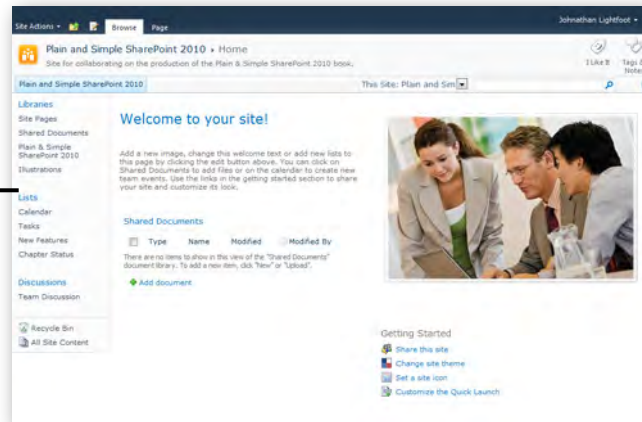 Site Actions
Browse
Page
Johnathan Lightfoot
Plain and Simple SharePoint 2010 › Home
Site for collaborating on the production of the Plain & Simple SharePoint 2010 book.
I Like It
Tags &
Notes
Plain and Simple SharePoint 2010
This Site: Plain and Sim
Libraries
Site Pages
Shared Documents
Plain & Simple
SharePoint 2010
Illustrations
Lists
Calendar
Tasks
New Features
Chapter Status
Discussions
Team Discussion
Recycle Bin
All Site Content
Welcome to your site!
Add a new image, change this welcome text or add new lists to
this page by clicking the edit button above. You can click on
Shared Documents to add files or on the calendar to create new
team events. Use the links in the getting started section to share
your site and customize its look.
Shared Documents
Type Name Modified Modified By
There are no items to show in this view of the "Shared Documents"
document library. To add a new item, click "New" or "Upload".
Add document
Getting Started
Share this site
Change site theme
Set a site icon
Customize the Quick Launch